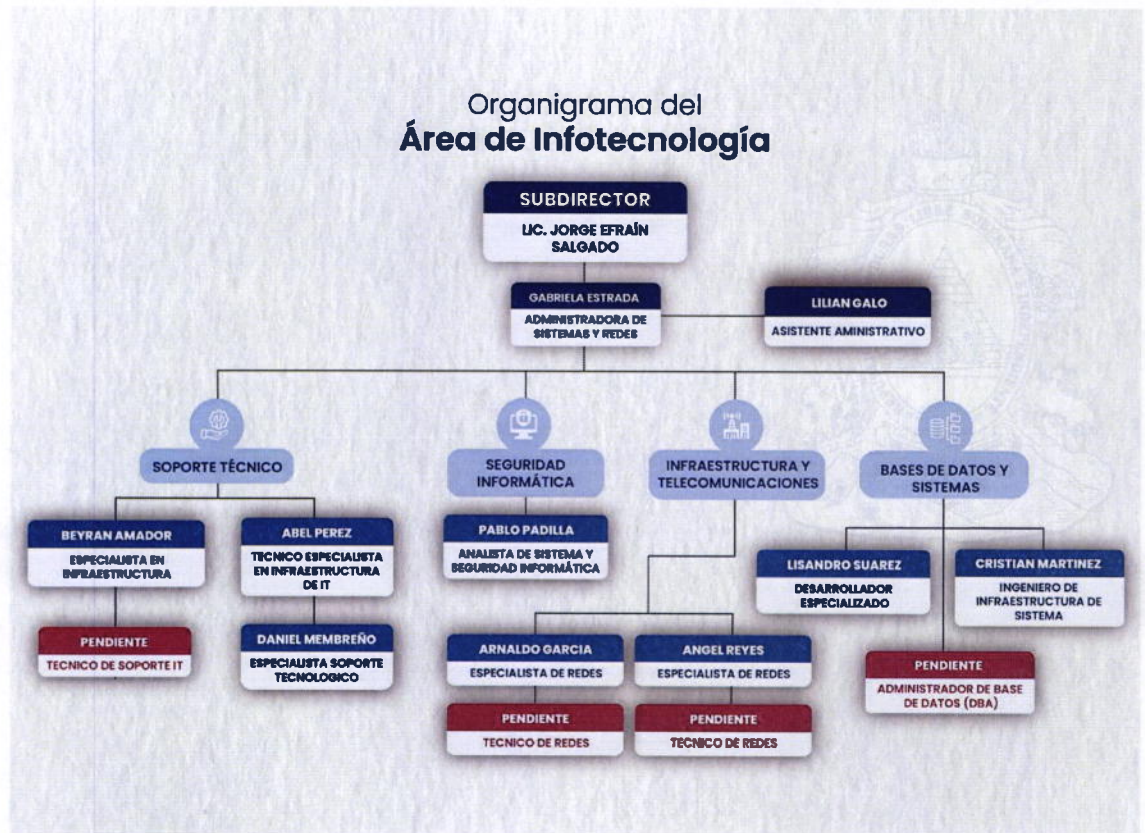 Organigrama del
Área de Infotecnología
SUBDIRECTOR
LIC. JORGE EFRAÍN
SALGADO
GABRIELA ESTRADA
ADMINISTRADORA DE
SISTEMAS Y REDES
LILIAN GALO
ASISTENTE AMINISTRATIVO
SOPORTE TÉCNICO
SEGURIDAD
INFORMÁTICA
INFRAESTRUCTURA Y
TELECOMUNICACIONES
BASES DE DATOS Y
SISTEMAS
BEYRAN AMADOR
ESPECIALISTA EN
INFRAESTRUCTURA
PENDIENTE
TECNICO DE SOPORTE IT
ABEL PEREZ
TECNICO ESPECIALISTA
EN INFRAESTRUCTURA
DE IT
DANIEL MEMBREÑO
ESPECIALISTA SOPORTE
TECNOLOGICO
PABLO PADILLA
ANALISTA DE SISTEMA Y
SEGURIDAD INFORMÁTICA
ARNALDO GARCIA
ESPECIALISTA DE REDES
PENDIENTE
TECNICO DE REDES
ANGEL REYES
ESPECIALISTA DE REDES
PENDIENTE
TECNICO DE REDES
LISANDRO SUAREZ
DESARROLLADOR
ESPECIALIZADO
CRISTIAN MARTINEZ
INGENIERO DE
INFRAESTRUCTURA DE
SISTEMA
PENDIENTE
ADMINISTRADOR DE BASE
DE DATOS (DBA)